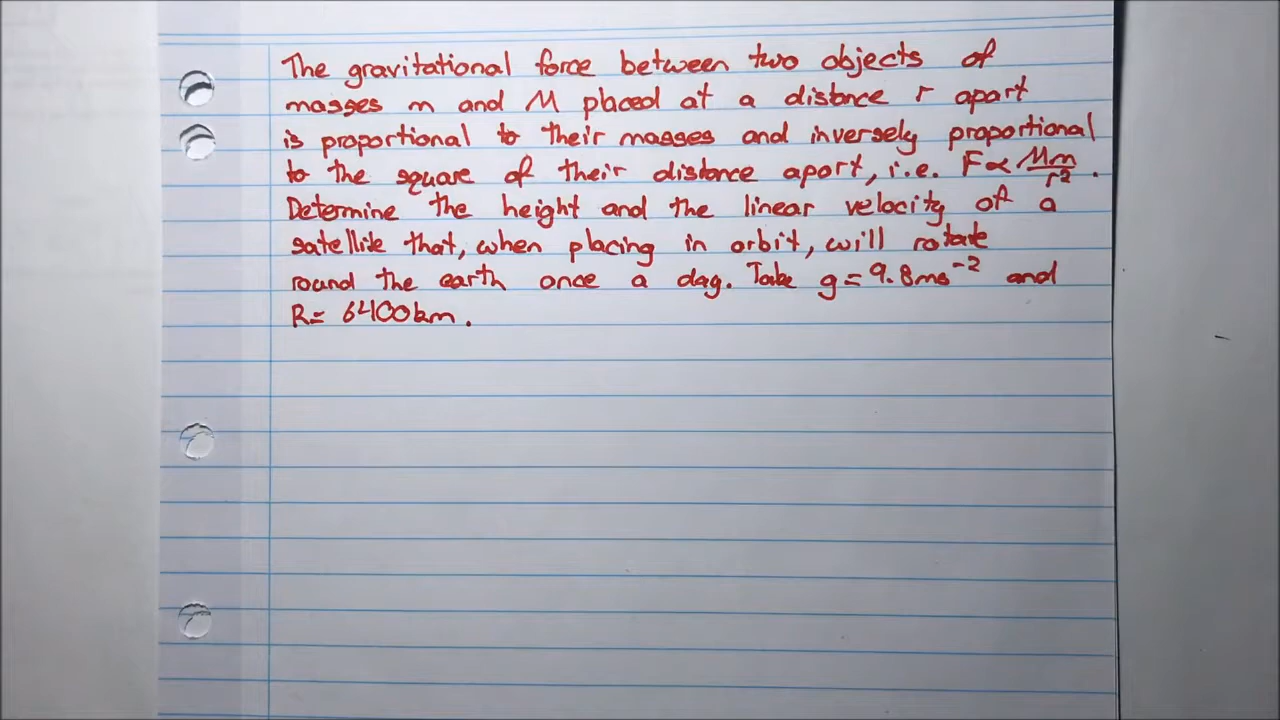 The gravitational force between two objects of
masses m and M placed at a distance r apart
is proportional to their masses and inversely proportional
to the square of their distance apart, i.e. F∝ Mm/r².
Determine the height and the linear velocity of a
satellite that, when placing in orbit, will rotate
round the earth once a day. Take g=9.8ms⁻² and
R= 6400km.